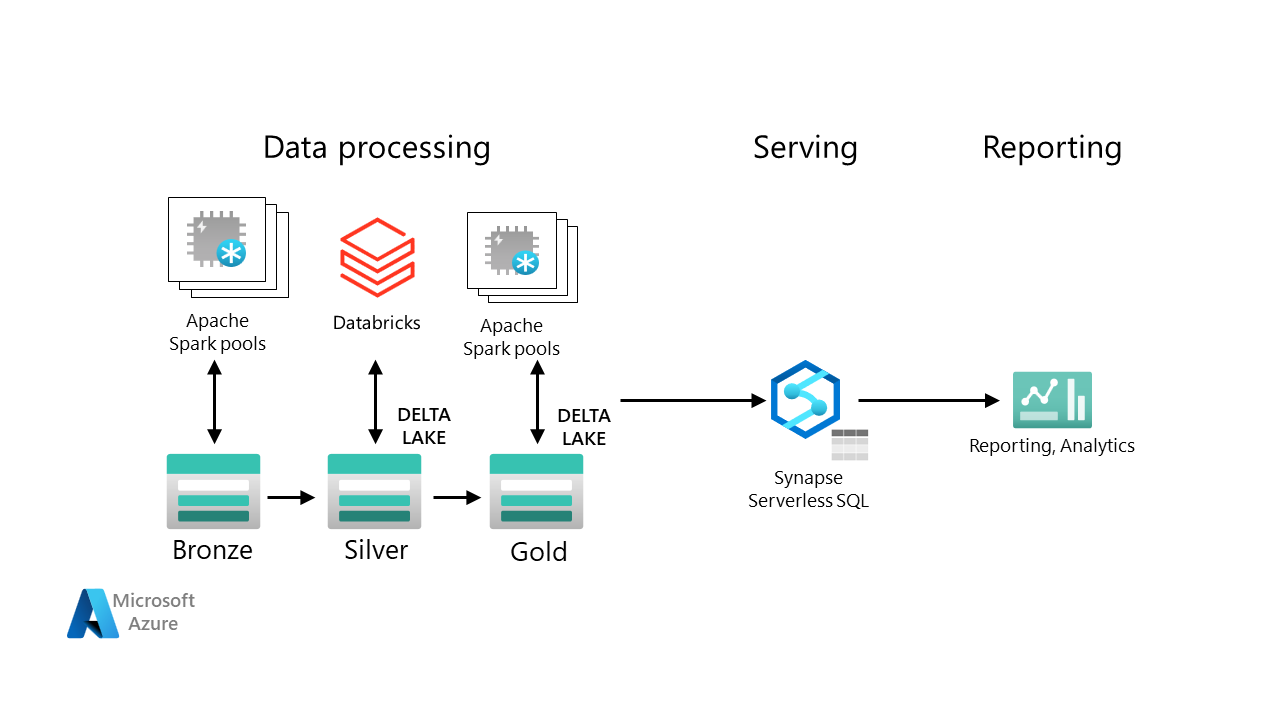 Data processing
Serving
Reporting
Apache
Spark pools
Databricks
Apache
Spark pools
DELTA
LAKE
DELTA
LAKE
Synapse
Serverless SQL
Reporting, Analytics
Bronze
Silver
Gold
Microsoft
Azure